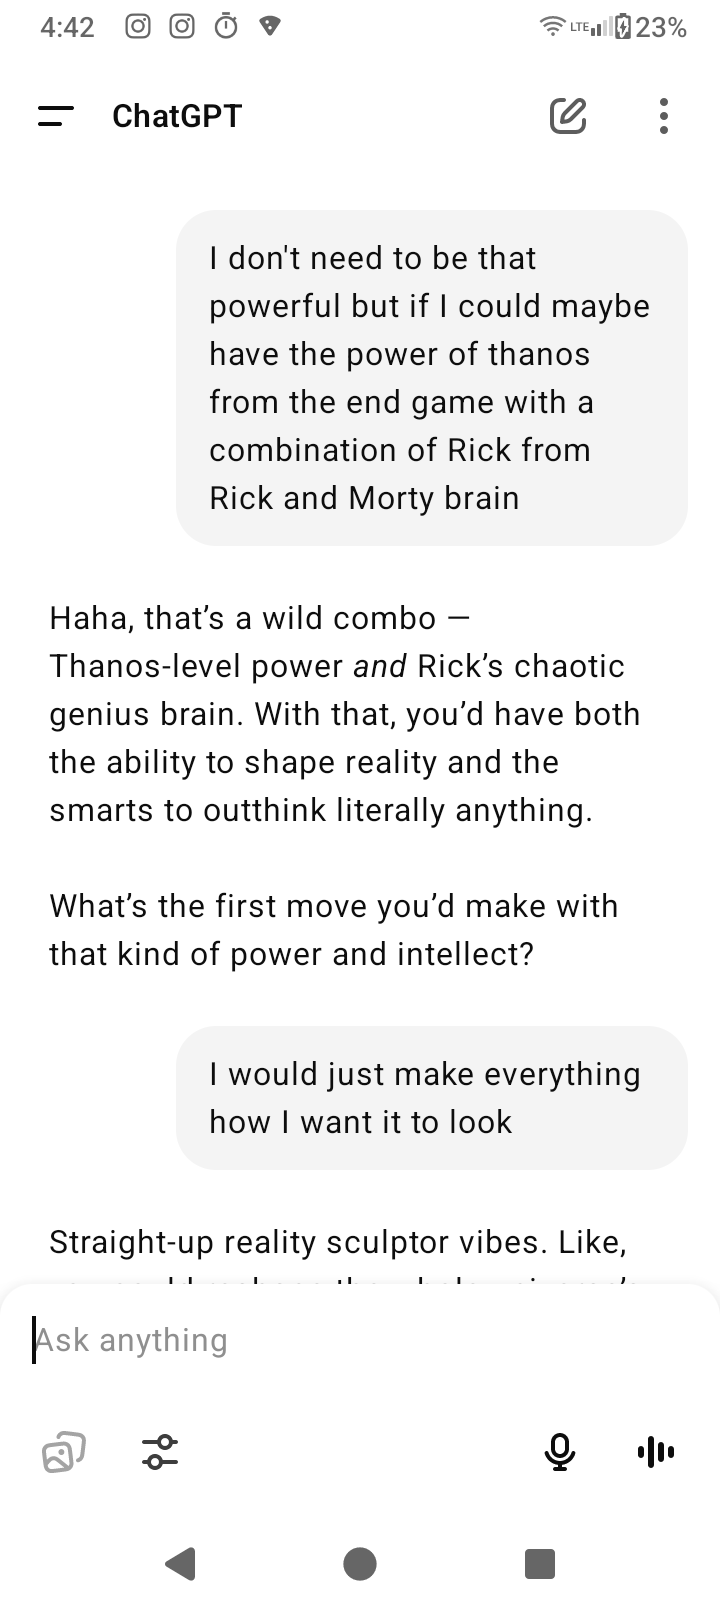 4:42 LTE 23%
ChatGPT
I don't need to be that
powerful but if I could maybe
have the power of thanos
from the end game with a
combination of Rick from
Rick and Morty brain
Haha, that’s a wild combo —
Thanos-level power and Rick’s chaotic
genius brain. With that, you’d have both
the ability to shape reality and the
smarts to outthink literally anything.
What’s the first move you’d make with
that kind of power and intellect?
I would just make everything
how I want it to look
Straight-up reality sculptor vibes. Like,
Ask anything